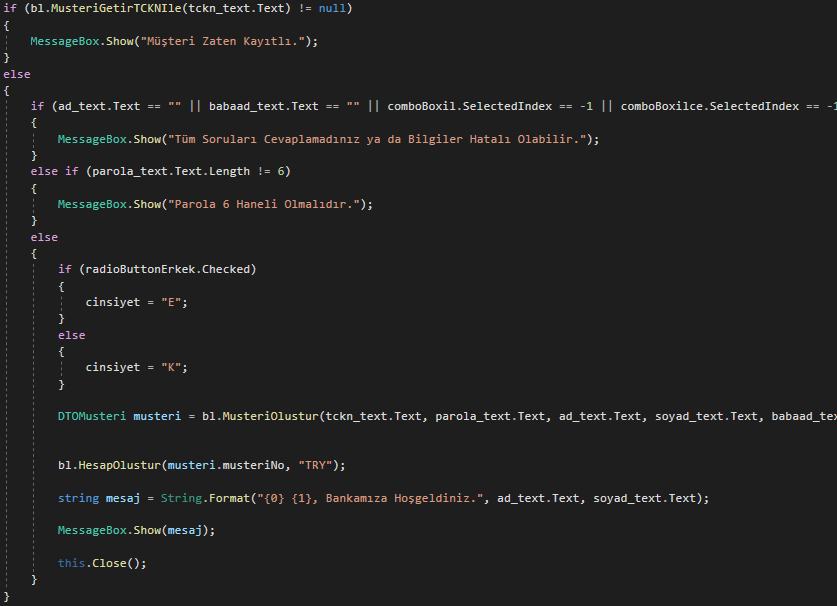 if (bl.MusteriGetirTCKNIle(tckn_text.Text) != null)
{
MessageBox.Show("Müşteri Zaten Kayıtlı.");
}
else
{
if (ad_text.Text == "" || babaad_text.Text == "" || comboBoxil.SelectedIndex == -1 || comboBoxilce.SelectedIndex == -1
{
MessageBox.Show("Tüm Soruları Cevaplamadınız ya da Bilgiler Hatalı Olabilir.");
}
else if (parola_text.Text.Length != 6)
{
MessageBox.Show("Parola 6 Haneli Olmalıdır.");
}
else
{
if (radioButtonErkek.Checked)
{
cinsiyet = "E";
}
else
{
cinsiyet = "K";
}
DTOMusteri musteri = bl.MusteriOlustur(tckn_text.Text, parola_text.Text, ad_text.Text, soyad_text.Text, babaad_tex
bl.HesapOlustur(musteri.musteriNo, "TRY");
string mesaj = String.Format("{0} {1}, Bankamıza Hoşgeldiniz.", ad_text.Text, soyad_text.Text);
MessageBox.Show(mesaj);
this.Close();
}
}